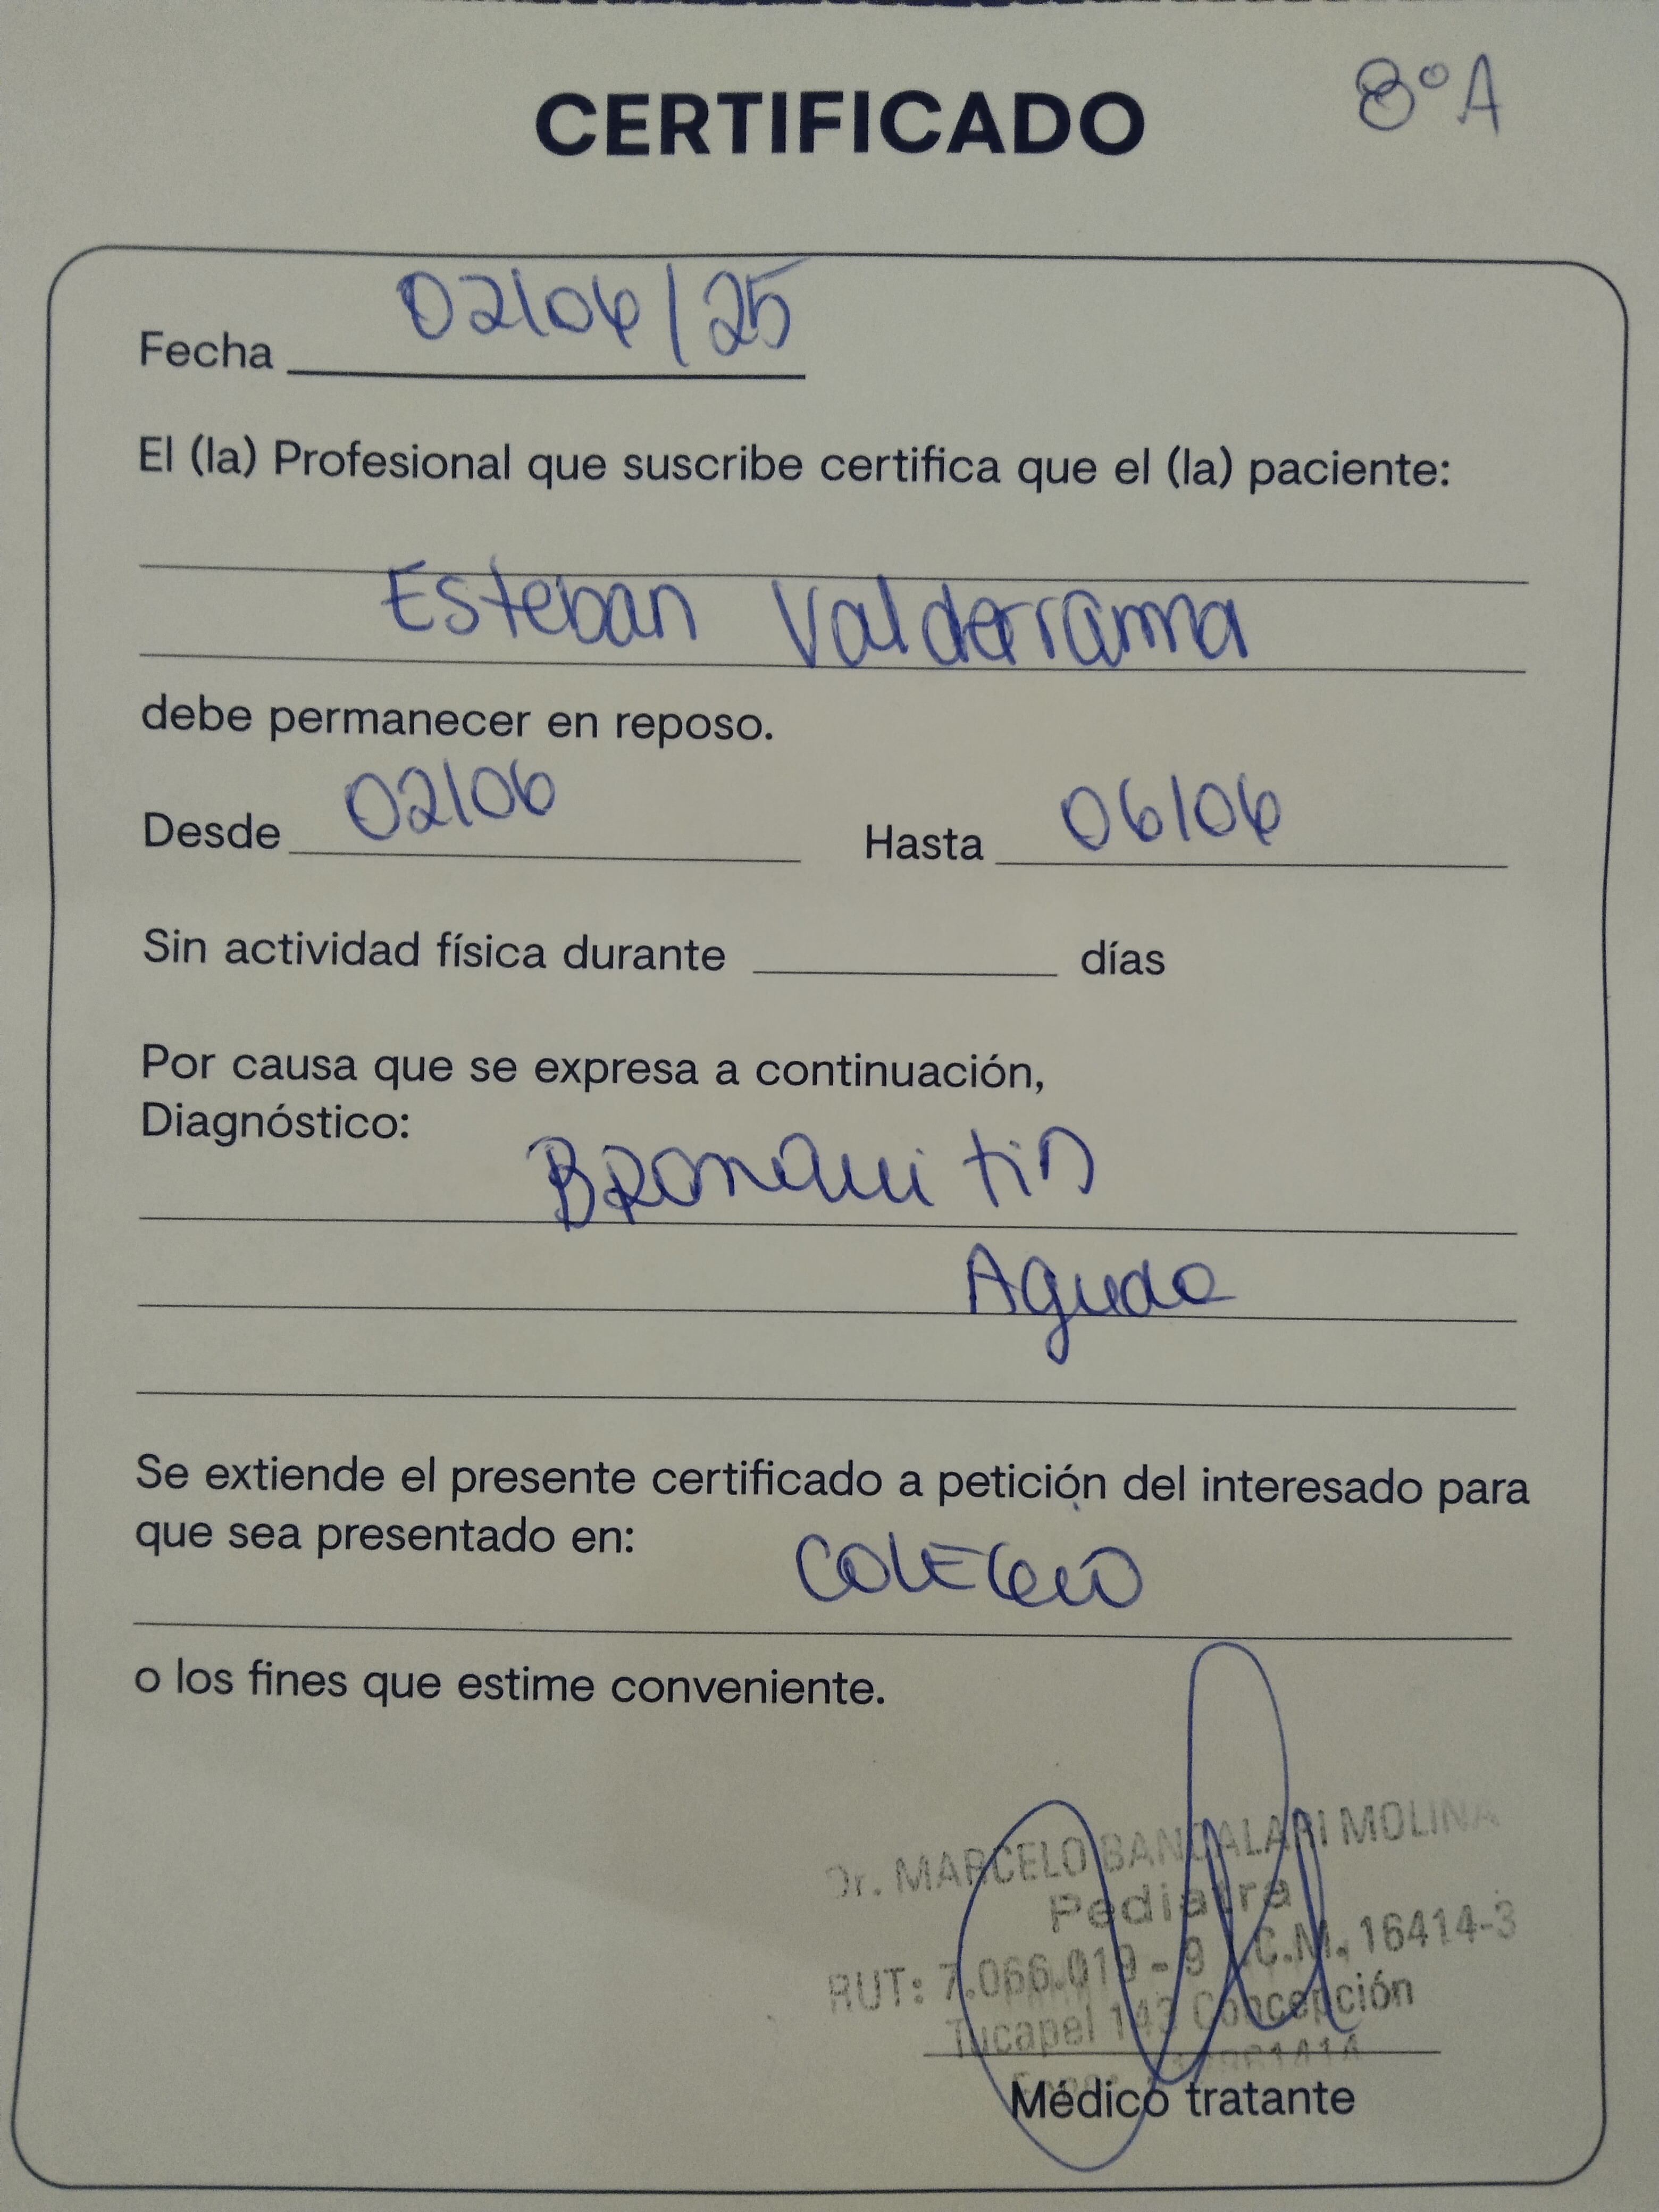 8°A
CERTIFICADO
Fecha 02/06/25
El (la) Profesional que suscribe certifica que el (la) paciente:
Esteban Valderrama
debe permanecer en reposo.
Desde 02/06 Hasta 06/06
Sin actividad física durante días
Por causa que se expresa a continuación,
Diagnóstico:
BRONQuitis
Aguda
Se extiende el presente certificado a petición del interesado para
que sea presentado en: COLEGIO
o los fines que estime conveniente.
Dr. MARCELO MOLINA
Pediatra
RUT: 7.066.019-9 .C.M. 16414-3
Tucapel 143 Concepción
Médico tratante